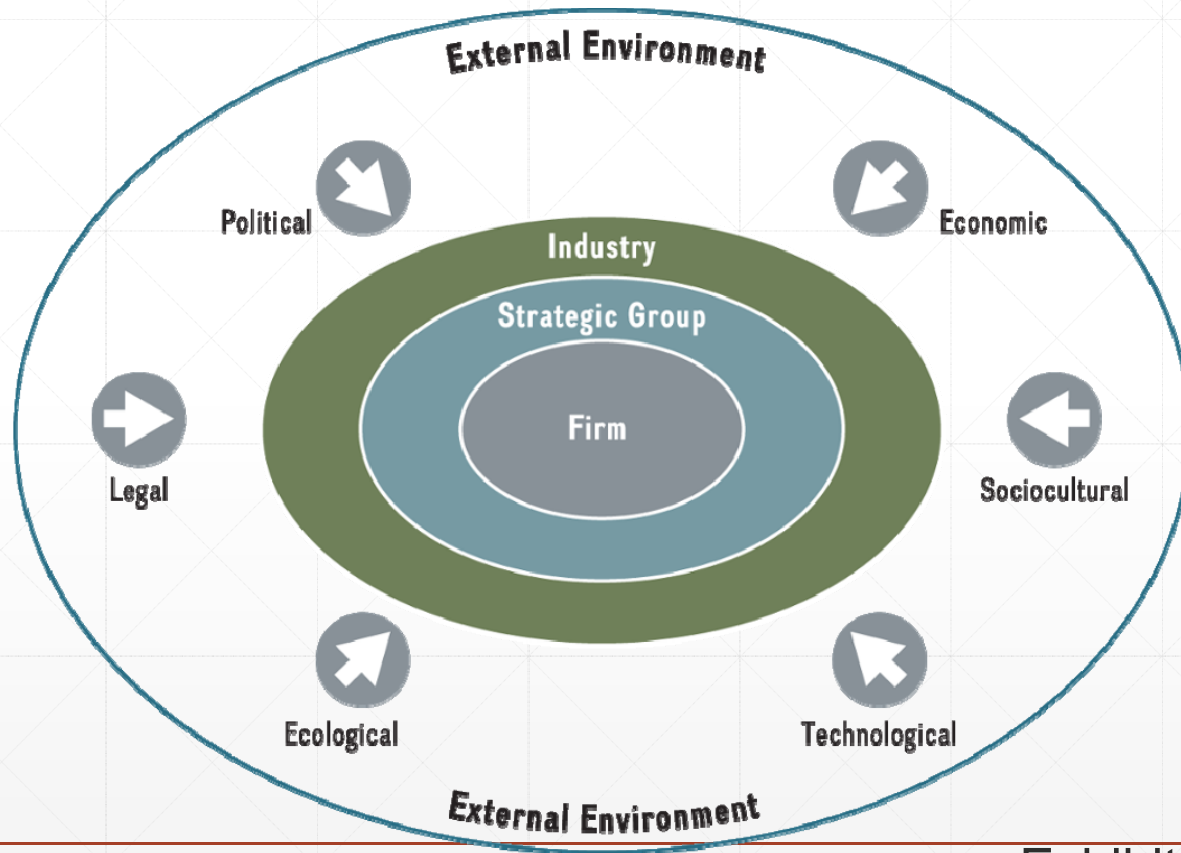 External Environment
Political
Economic
Industry
Strategic Group
Firm
Legal
Sociocultural
Ecological
Technological
External Environment